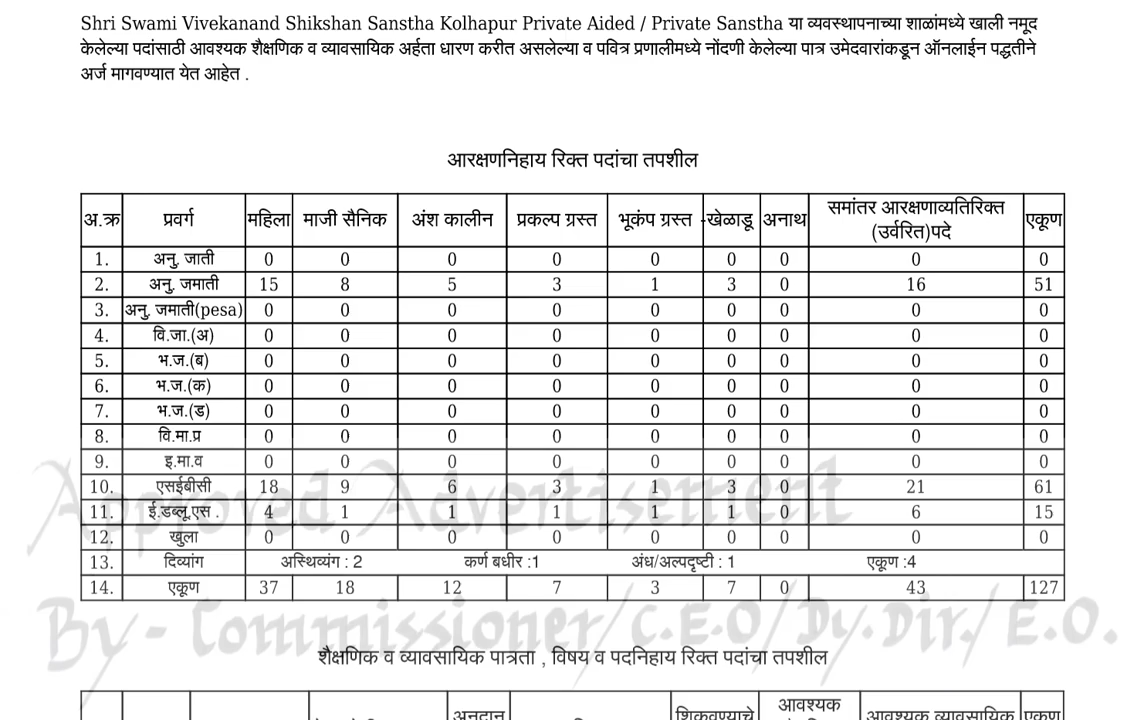 Shri Swami Vivekanand Shikshan Sanstha Kolhapur Private Aided / Private Sanstha या व्यवस्थापनाच्या शाळांमध्ये खाली नमूद
केलेल्या पदांसाठी आवश्यक शैक्षणिक व व्यावसायिक अर्हता धारण करीत असलेल्या व पवित्र प्रणालीमध्ये नोंदणी केलेल्या पात्र उमेदवारांकडून ऑनलाईन पद्धतीने
अर्ज मागवण्यात येत आहेत .
आरक्षणनिहाय रिक्त पदांचा तपशील
अ.क्र प्रवर्ग महिला माजी सैनिक अंश कालीन प्रकल्प ग्रस्त भूकंप ग्रस्त -खेळाडू अनाथ समांतर आरक्षणाव्यतिरिक्त (उर्वरित)पदे एकूण
1. अनु. जाती 0 0 0 0 0 0 0 0 0
2. अनु. जमाती 15 8 5 3 1 3 0 16 51
3. अनु. जमाती(pesa) 0 0 0 0 0 0 0 0 0
4. वि.जा.(अ) 0 0 0 0 0 0 0 0 0
5. भ.ज.(ब) 0 0 0 0 0 0 0 0 0
6. भ.ज.(क) 0 0 0 0 0 0 0 0 0
7. भ.ज.(ड) 0 0 0 0 0 0 0 0 0
8. वि.मा.प्र 0 0 0 0 0 0 0 0 0
9. इ.मा.व 0 0 0 0 0 0 0 0 0
10. एसईबीसी 18 9 6 3 1 3 0 21 61
11. ई.डब्लू.एस . 4 1 1 1 1 1 0 6 15
12. खुला 0 0 0 0 0 0 0 0 0
13. दिव्यांग अस्थिव्यंग : 2 कर्ण बधीर :1 अंध/अल्पदृष्टी : 1 एकूण :4
14. एकूण 37 18 12 7 3 7 0 43 127
Approved Advertisement
By - Commissioner/C.E.O/Dy.Dir./E.O.
शैक्षणिक व व्यावसायिक पात्रता , विषय व पदनिहाय रिक्त पदांचा तपशील
अनुदान शिकवण्याचे आवश्यक आवश्यक व्यावसायिक एकूण